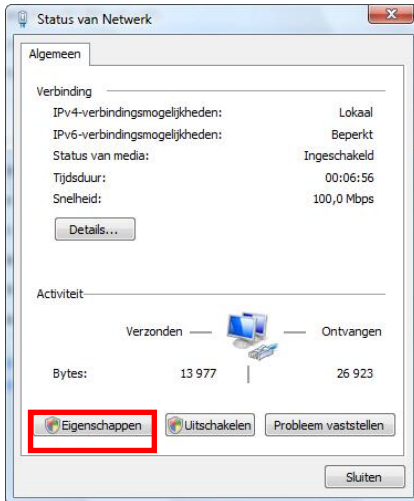 Status van Netwerk
Algemeen
Verbinding
IPv4-verbindingsmogelijkheden: Lokaal
IPv6-verbindingsmogelijkheden: Beperkt
Status van media: Ingeschakeld
Tijdsduur: 00:06:56
Snelheid: 100,0 Mbps
Details...
Activiteit
Verzonden Ontvangen
Bytes: 13 977 26 923
Eigenschappen Uitschakelen Probleem vaststellen
Sluiten